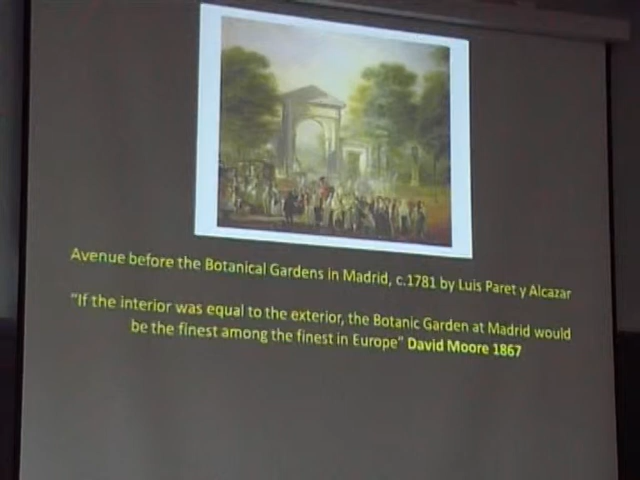 Avenue before the Botanical Gardens in Madrid, c.1781 by Luis Paret y Alcazar
"If the interior was equal to the exterior, the Botanic Garden at Madrid would
be the finest among the finest in Europe" David Moore 1867